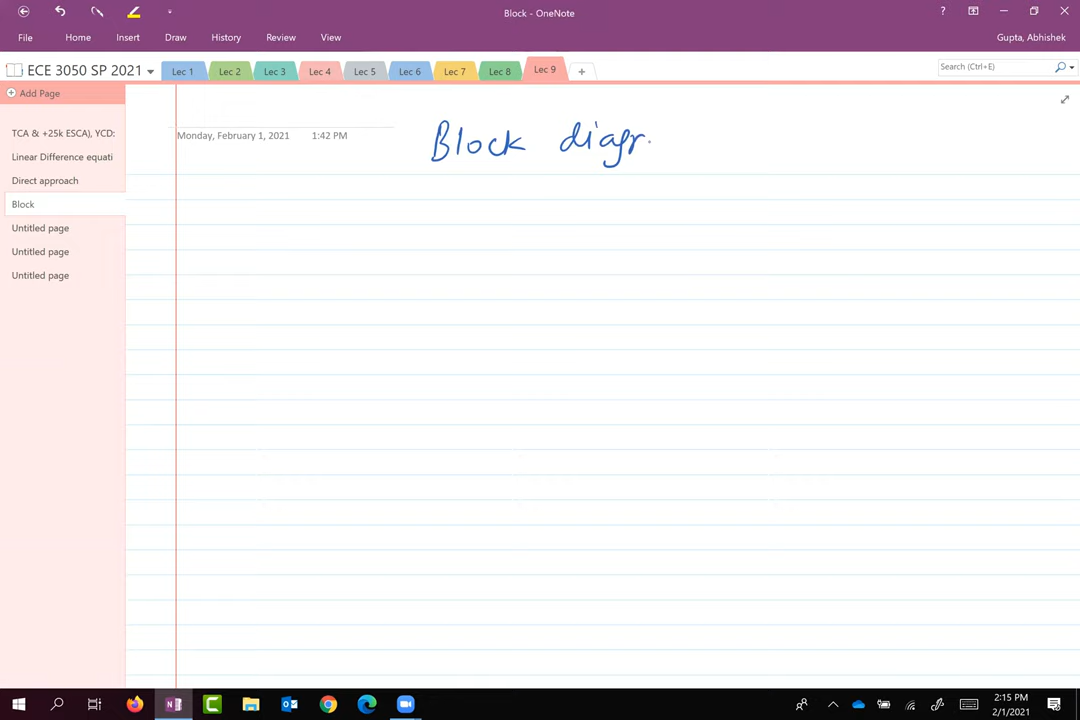 Block - OneNote
? 
Gupta, Abhishek
File Home Insert Draw History Review View
ECE 3050 SP 2021
Lec 1 Lec 2 Lec 3 Lec 4 Lec 5 Lec 6 Lec 7 Lec 8 Lec 9 +
Search (Ctrl+E)
+ Add Page
TCA & +25k ESCA), YCD:
Linear Difference equati
Direct approach
Block
Untitled page
Untitled page
Untitled page
Monday, February 1, 2021 1:42 PM
Block diagr
2:15 PM
2/1/2021